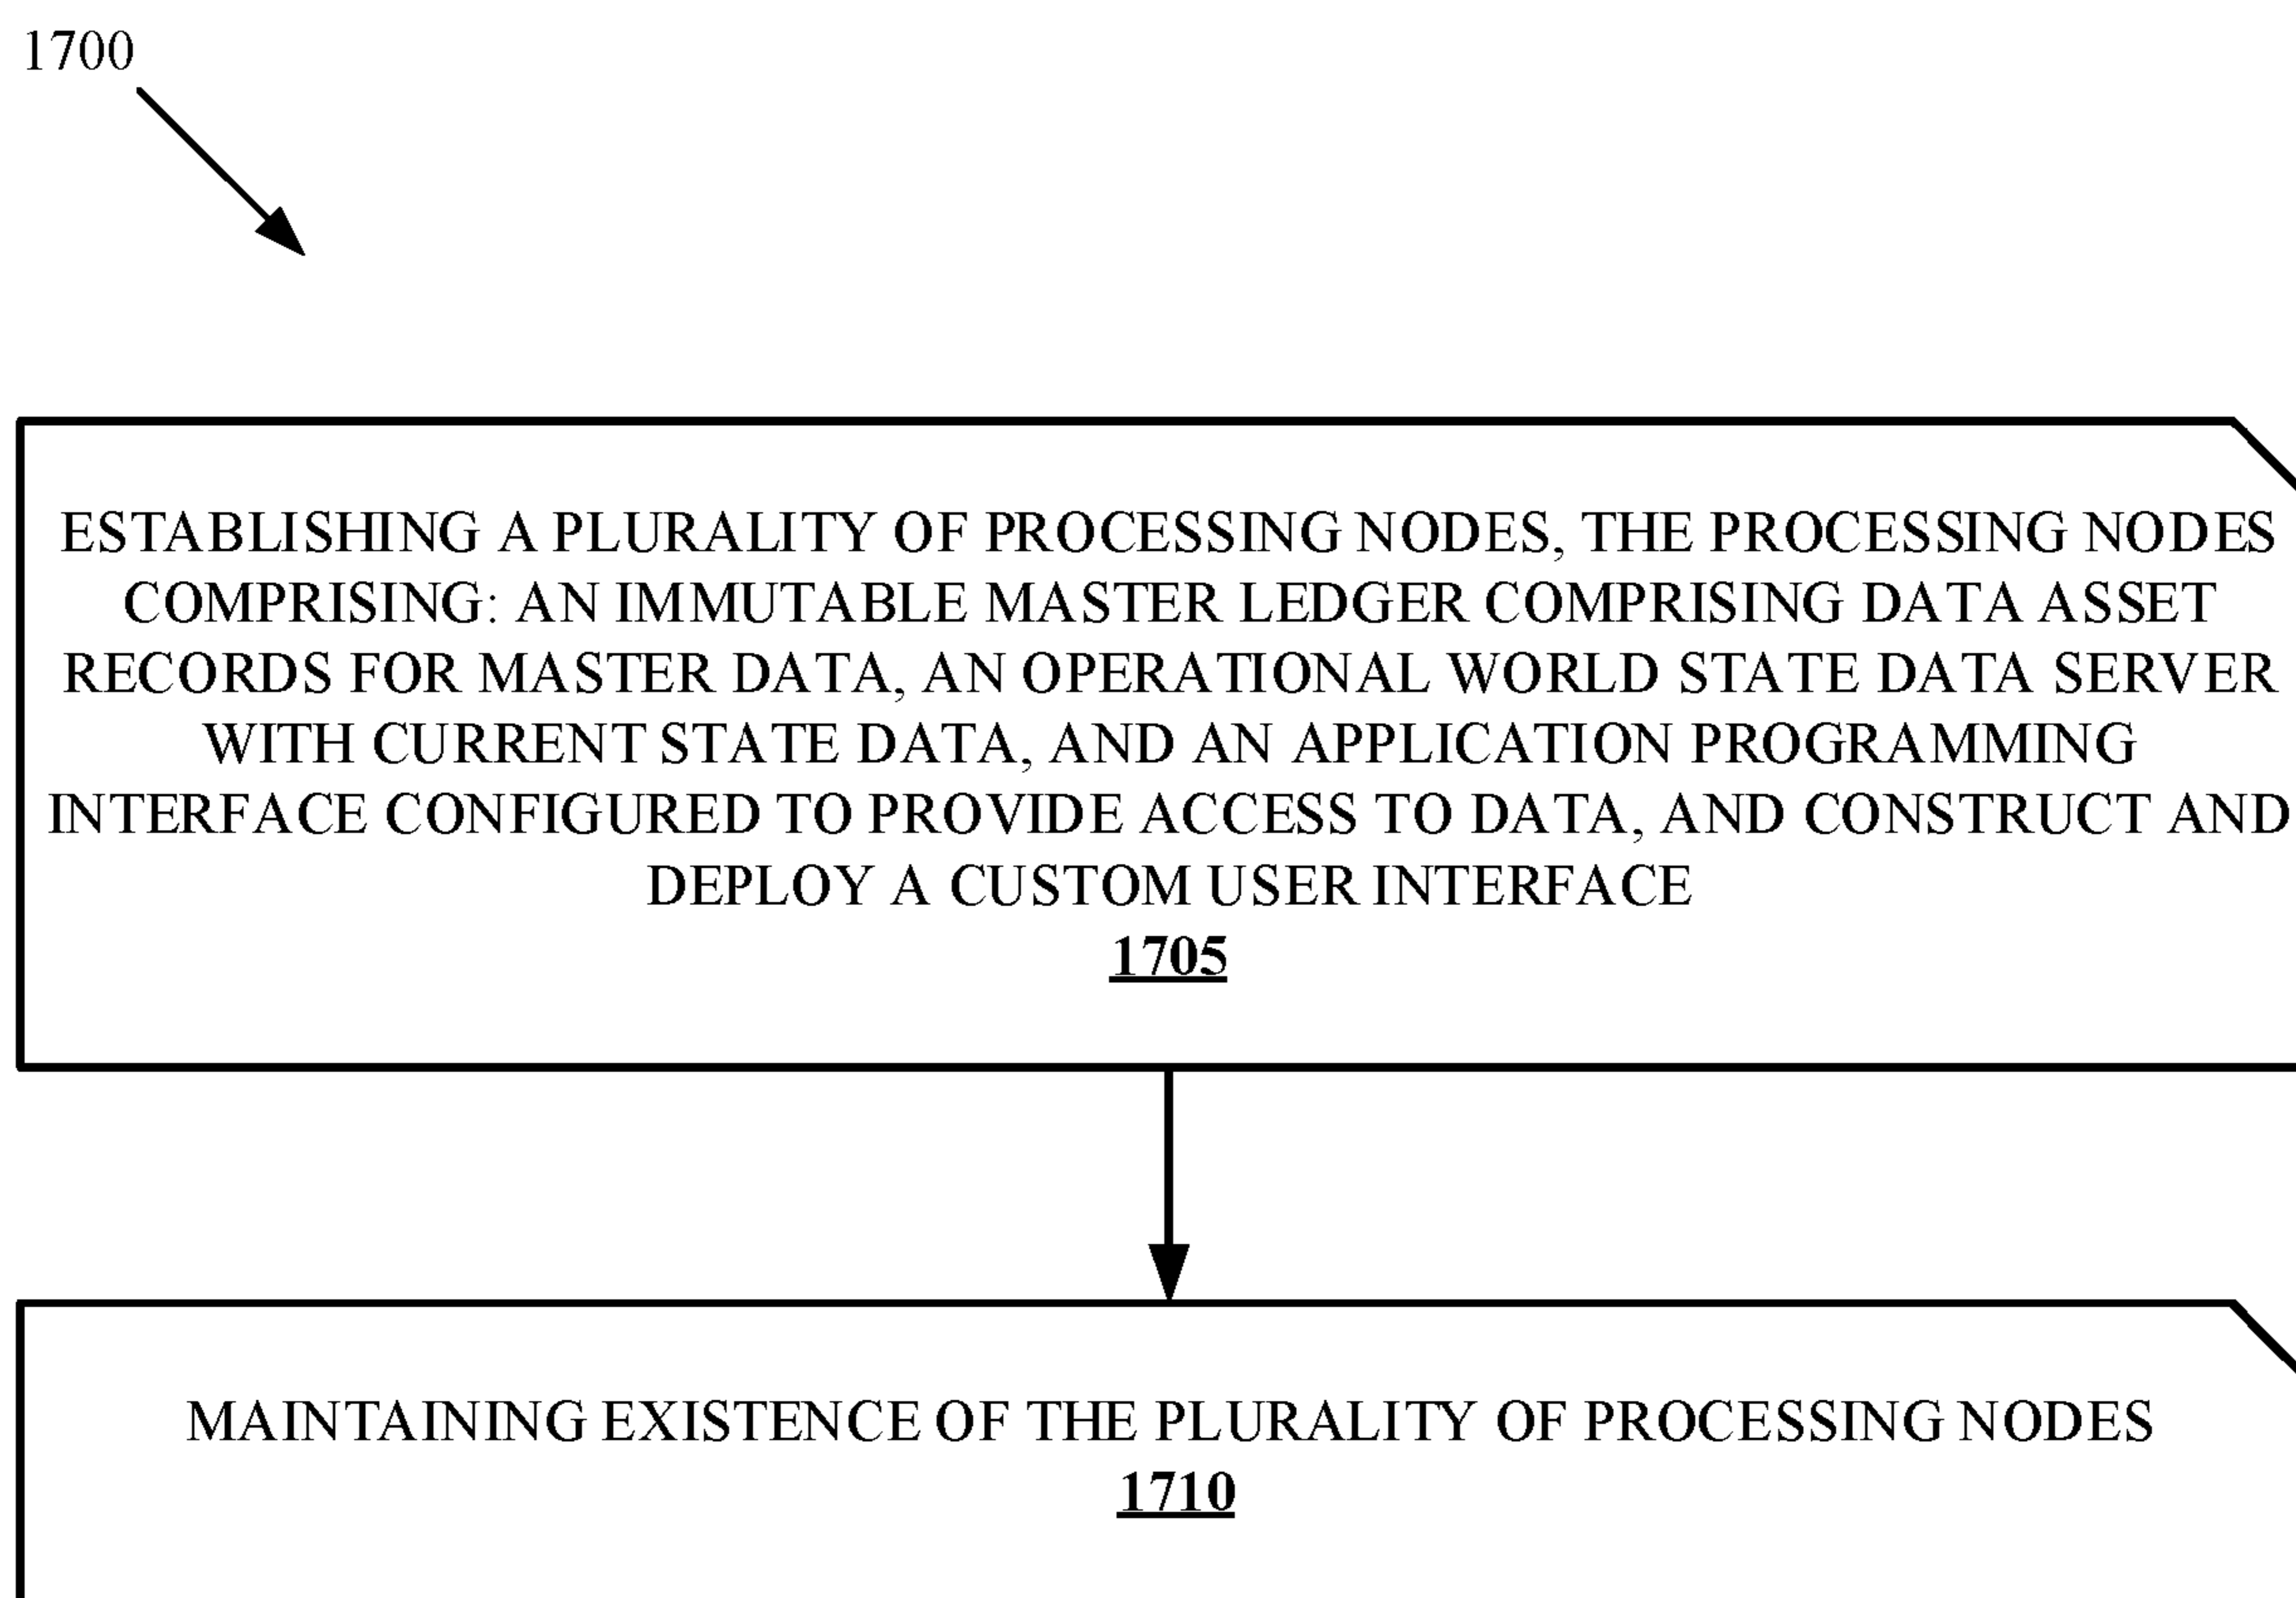 1700
ESTABLISHING A PLURALITY OF PROCESSING NODES, THE PROCESSING NODES
COMPRISING: AN IMMUTABLE MASTER LEDGER COMPRISING DATA ASSET
RECORDS FOR MASTER DATA, AN OPERATIONAL WORLD STATE DATA SERVER
WITH CURRENT STATE DATA, AND AN APPLICATION PROGRAMMING
INTERFACE CONFIGURED TO PROVIDE ACCESS TO DATA, AND CONSTRUCT AND
DEPLOY A CUSTOM USER INTERFACE
1705
MAINTAINING EXISTENCE OF THE PLURALITY OF PROCESSING NODES
1710